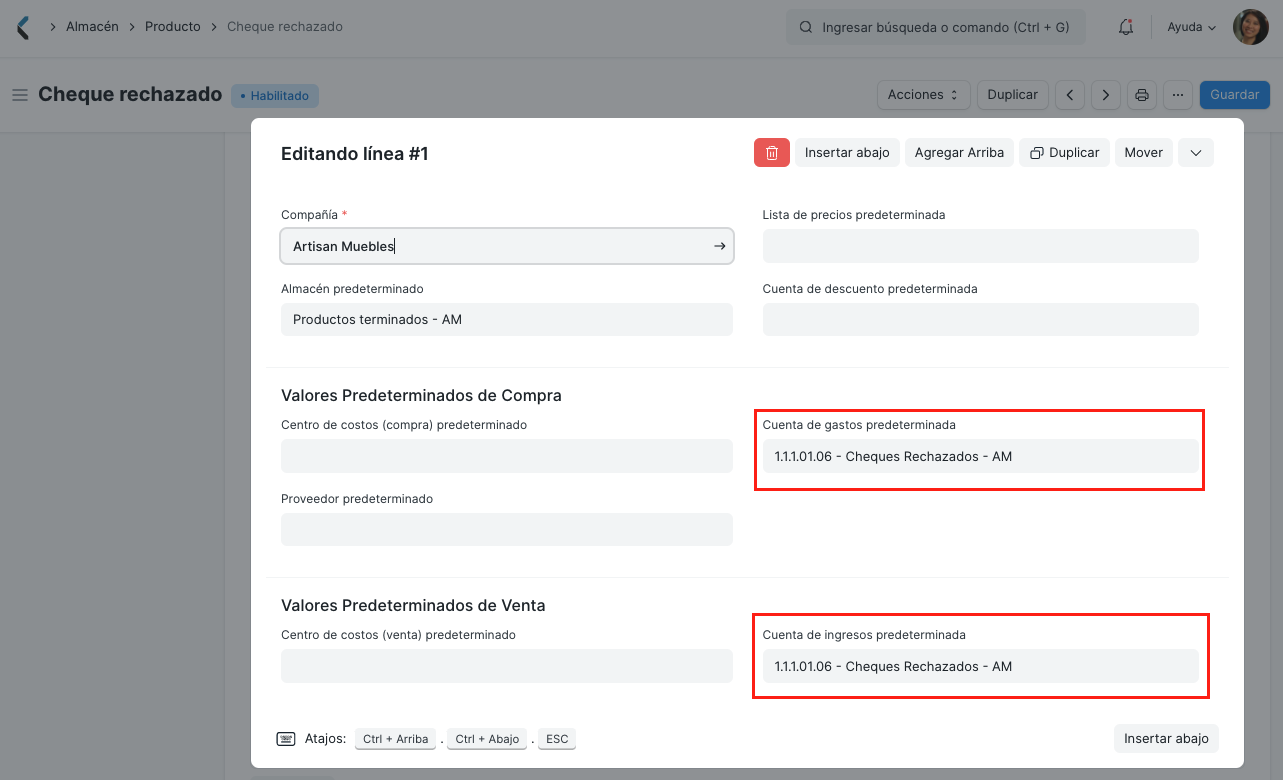 Almacén > Producto > Cheque rechazado
Ingresar búsqueda o comando (Ctrl + G)
Ayuda
Cheque rechazado
• Habilitado
Acciones
Duplicar
Guardar
Editando línea #1
Insertar abajo
Agregar Arriba
Duplicar
Mover
Compañía *
Artisan Muebles
Lista de precios predeterminada
Almacén predeterminado
Productos terminados - AM
Cuenta de descuento predeterminada
Valores Predeterminados de Compra
Centro de costos (compra) predeterminado
Cuenta de gastos predeterminada
1.1.1.01.06 - Cheques Rechazados - AM
Proveedor predeterminado
Valores Predeterminados de Venta
Centro de costos (venta) predeterminado
Cuenta de ingresos predeterminada
1.1.1.01.06 - Cheques Rechazados - AM
Atajos: Ctrl + Arriba . Ctrl + Abajo . ESC
Insertar abajo